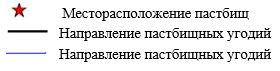 Месторасположение пастбищ
Направление пастбищных угодий
Направление пастбищных угодий